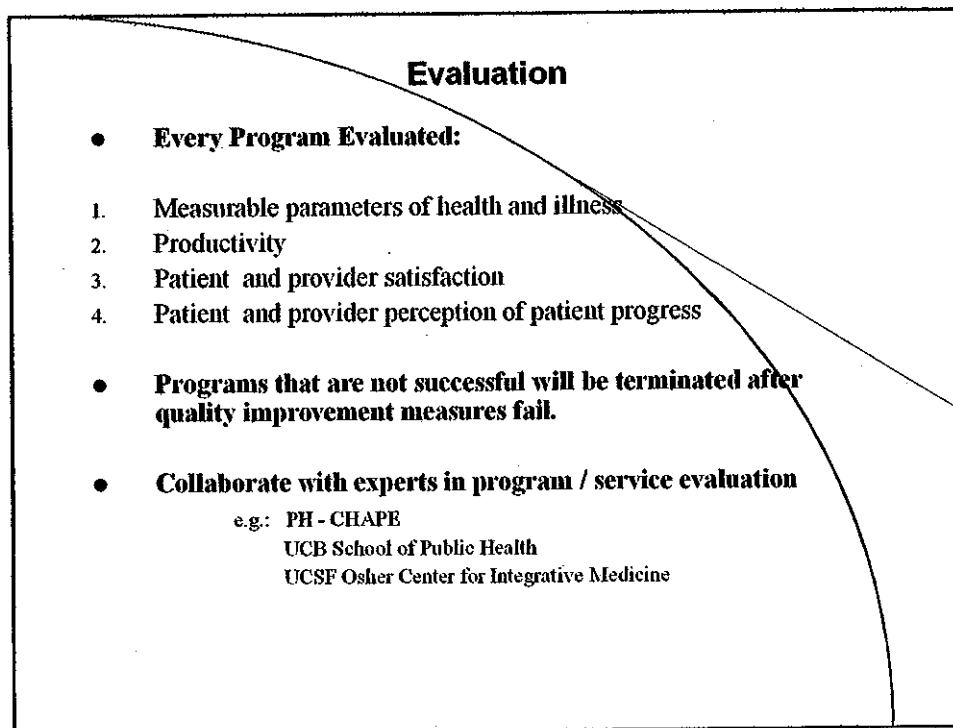 Evaluation
● Every Program Evaluated:
1. Measurable parameters of health and illness
2. Productivity
3. Patient and provider satisfaction
4. Patient and provider perception of patient progress
● Programs that are not successful will be terminated after
quality improvement measures fail.
● Collaborate with experts in program / service evaluation
e.g.: PH - CHAPE
UCB School of Public Health
UCSF Osher Center for Integrative Medicine